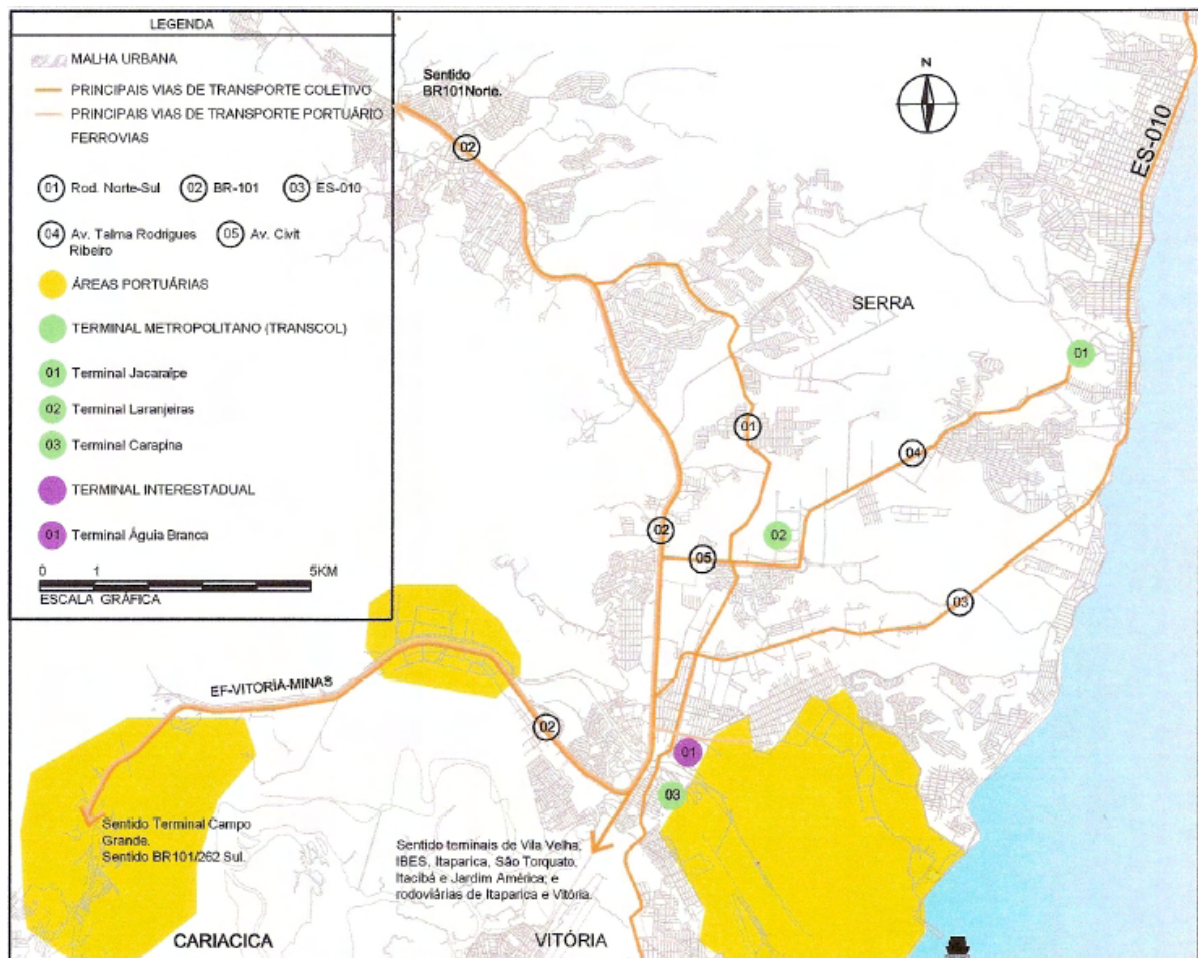 LEGENDA
MALHA URBANA
PRINCIPAIS VIAS DE TRANSPORTE COLETIVO
PRINCIPAIS VIAS DE TRANSPORTE PORTUÁRIO
FERROVIAS
01 Rod. Norte-Sul 02 BR-101 03 ES-010
04 Av. Talma Rodrigues 05 Av. Civit
Ribeiro
ÁREAS PORTUÁRIAS
TERMINAL METROPOLITANO (TRANSCOL)
01 Terminal Jacaraípe
02 Terminal Laranjeiras
03 Terminal Carapina
TERMINAL INTERESTADUAL
01 Terminal Águia Branca
0 1 5KM
ESCALA GRÁFICA
Sentido
BR101Norte.
02
N
ES-010
SERRA
01
01
04
02
02
05
03
EF-VITORIA-MINAS
02
01
03
Sentido Terminal Campo
Grande.
Sentido BR101/262 Sul.
Sentido teminais de Vila Velha,
IBES, Itaparica, São Torquato,
Itacibá e Jardim América; e
rodoviárias de Itaparica e Vitória.
CARIACICA
VITÓRIA